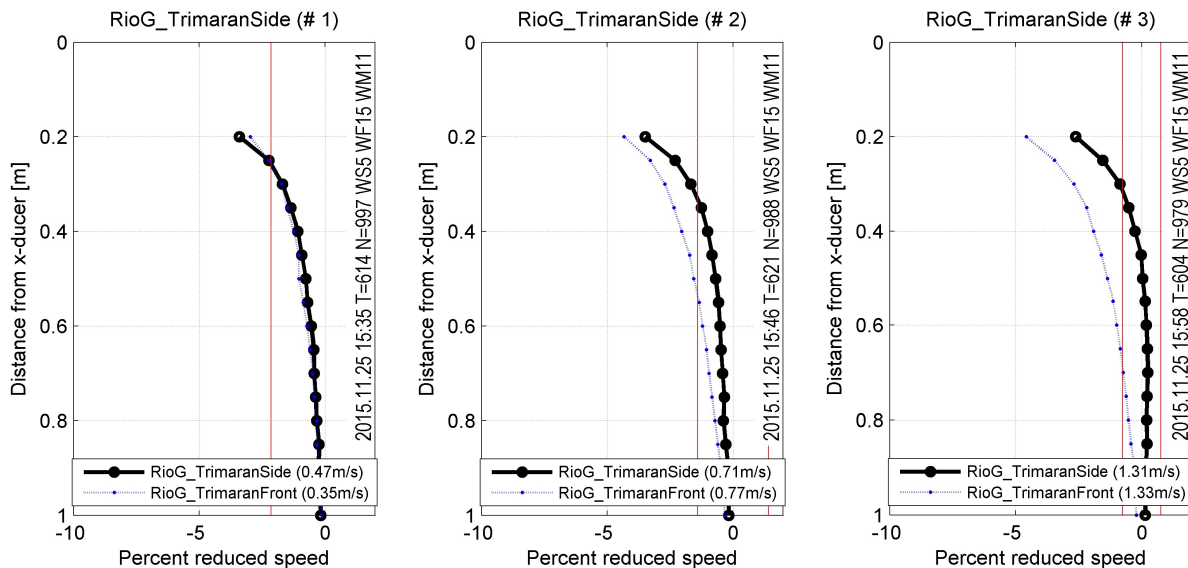 RioG_TrimaranSide (# 1)
0
0.2
0.4
0.6
0.8
1
Distance from x-ducer [m]
2015.11.25 15:35 T=614 N=997 WS5 WF15 WM11
RioG_TrimaranSide (0.47m/s)
RioG_TrimaranFront (0.35m/s)
-10
-5
0
Percent reduced speed
RioG_TrimaranSide (# 2)
0
0.2
0.4
0.6
0.8
1
Distance from x-ducer [m]
2015.11.25 15:46 T=621 N=988 WS5 WF15 WM11
RioG_TrimaranSide (0.71m/s)
RioG_TrimaranFront (0.77m/s)
-10
-5
0
Percent reduced speed
RioG_TrimaranSide (# 3)
0
0.2
0.4
0.6
0.8
1
Distance from x-ducer [m]
2015.11.25 15:58 T=604 N=979 WS5 WF15 WM11
RioG_TrimaranSide (1.31m/s)
RioG_TrimaranFront (1.33m/s)
-10
-5
0
Percent reduced speed